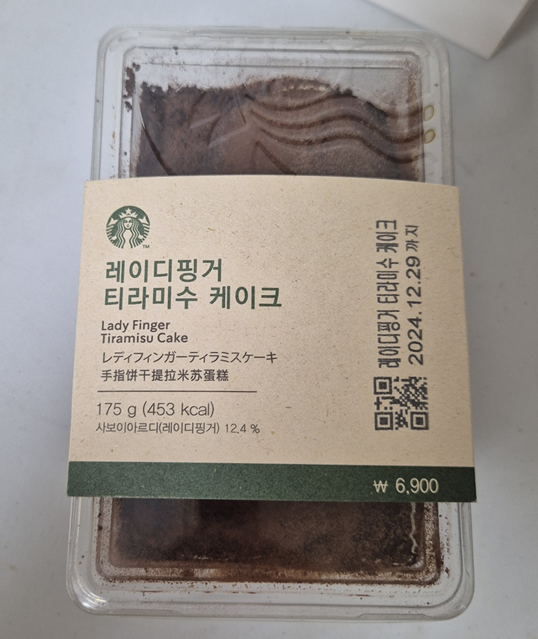 레이디핑거
티라미수 케이크
Lady Finger
Tiramisu Cake
レディフィンガーティラミスケーキ
手指饼干提拉米苏蛋糕
175 g (453 kcal)
사보이아르디(레이디핑거) 12.4 %
₩ 6,900
레이디핑거 티라미수 케이크
2024.12.29 까지
TM